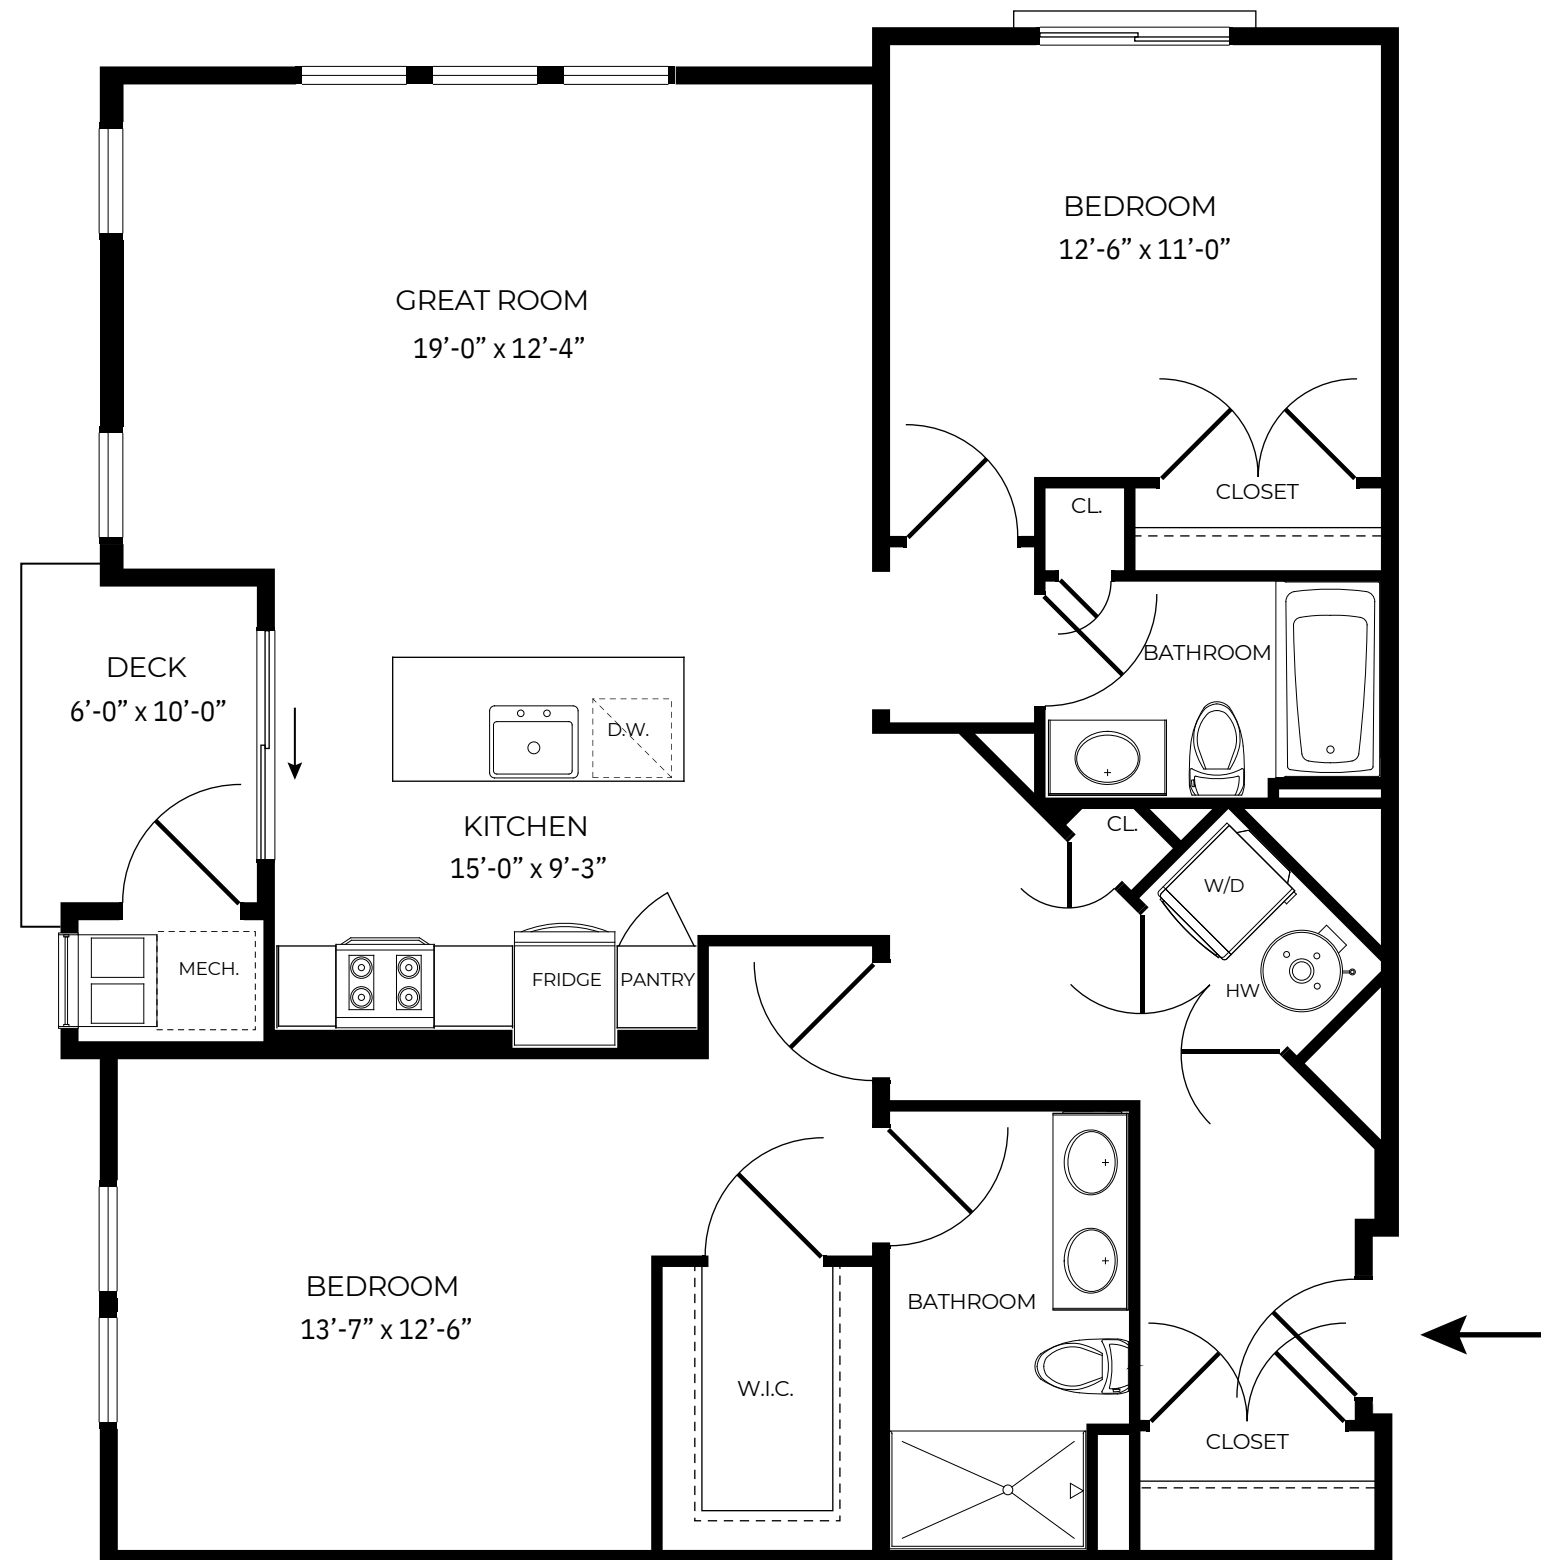 BEDROOM
12’-6” x 11’-0”
GREAT ROOM
19’-0” x 12’-4”
CLOSET
CL.
BATHROOM
DECK
6’-0” x 10’-0”
D.W.
KITCHEN
15’-0” x 9’-3”
CL.
W/D
MECH.
FRIDGE
PANTRY
HW
BEDROOM
13’-7” x 12’-6”
BATHROOM
W.I.C.
CLOSET